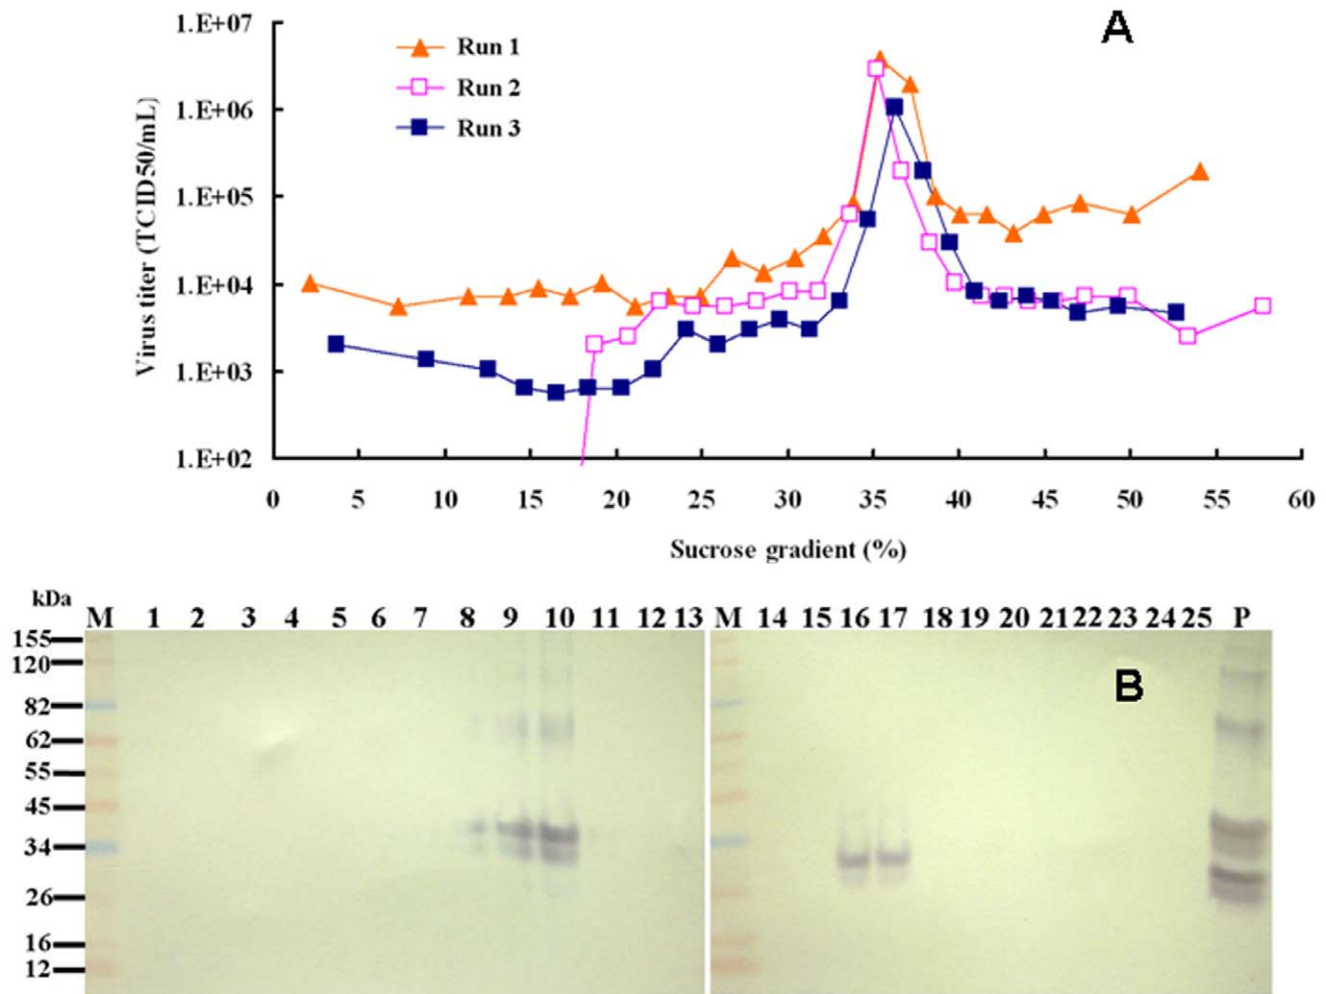 A
1.E+07
1.E+06
1.E+05
1.E+04
1.E+03
1.E+02
Virus titer (TCID50/mL)
Run 1
Run 2
Run 3
0 5 10 15 20 25 30 35 40 45 50 55 60
Sucrose gradient (%)
kDa
M 1 2 3 4 5 6 7 8 9 10 11 12 13 M 14 15 16 17 18 19 20 21 22 23 24 25 P
155
120
82
62
55
45
34
26
16
12
B